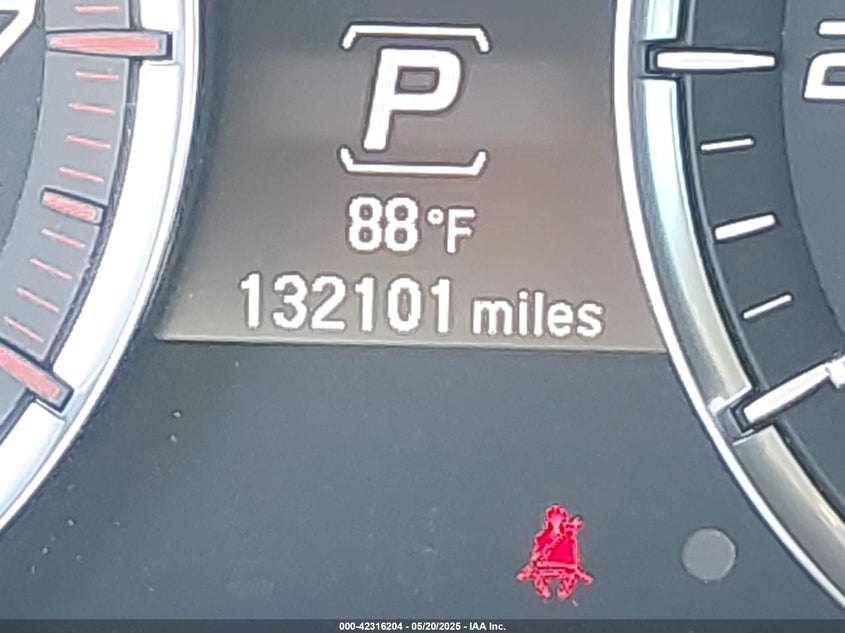 P
88°F
132101 miles
000-42316204 - 05/20/2025 - IAA Inc.